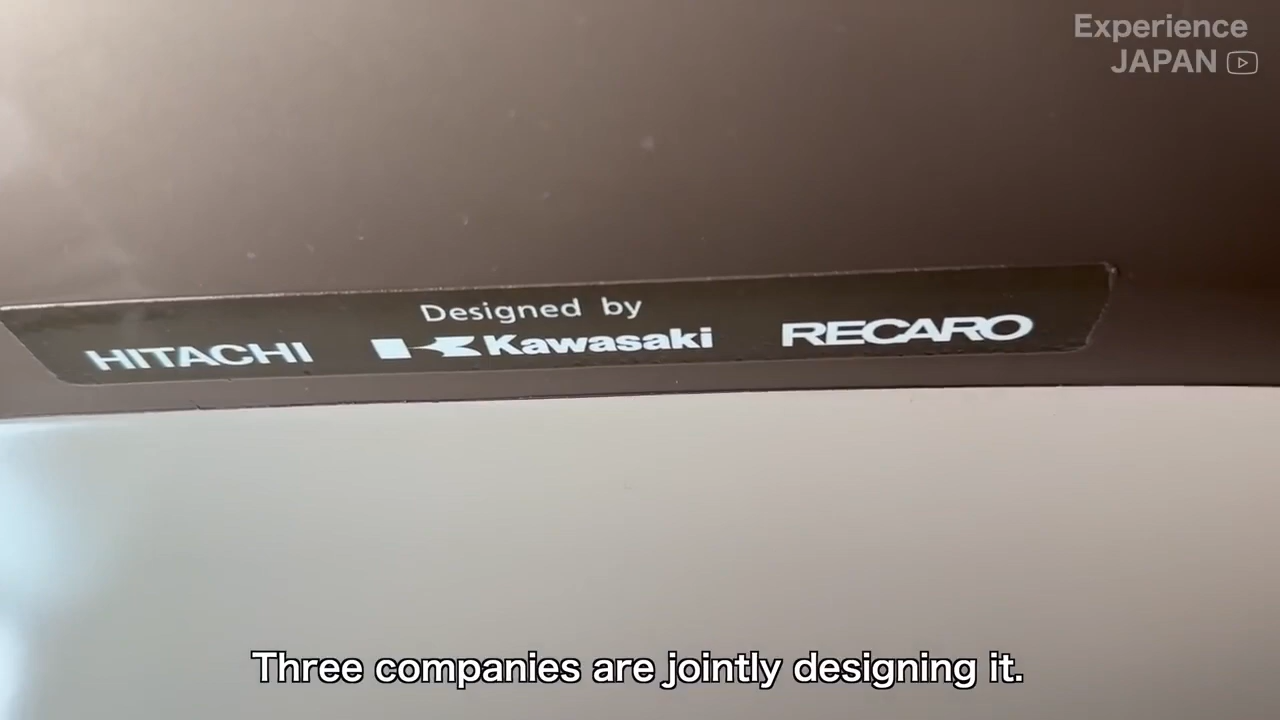 Experience
JAPAN
Designed by
HITACHI Kawasaki RECARO
Three companies are jointly designing it.